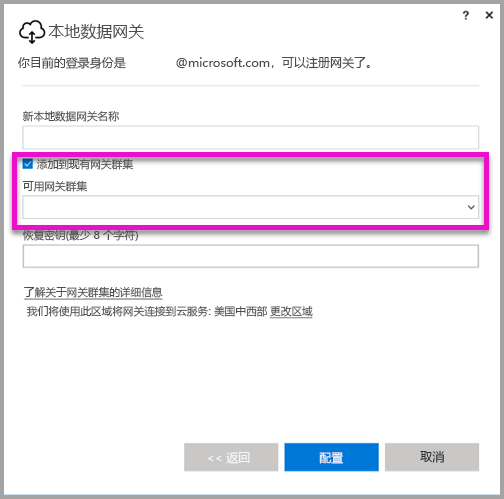 ? ×
本地数据网关
你目前的登录身份是 @microsoft.com，可以注册网关了。
新本地数据网关名称
添加到现有网关群集
可用网关群集
恢复密钥(最少 8 个字符)
了解关于网关群集的详细信息
我们将使用此区域将网关连接到云服务: 美国中西部 更改区域
<< 返回 配置 取消